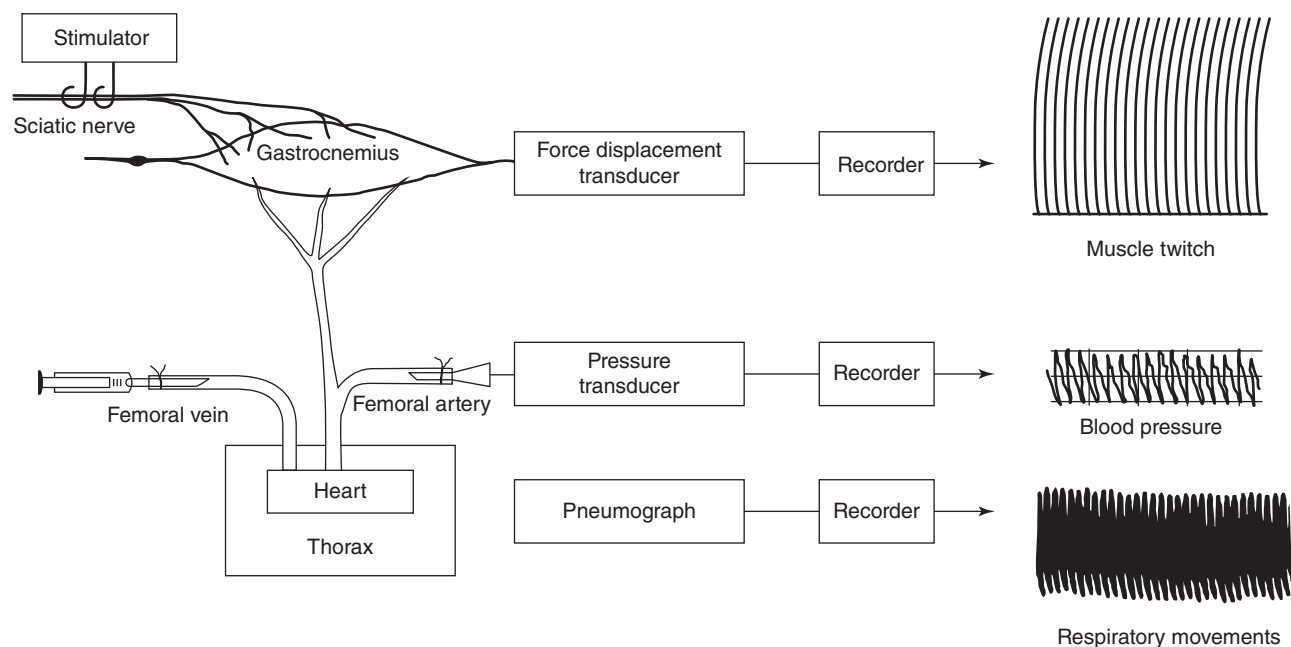 Stimulator
Sciatic nerve
Gastrocnemius
Force displacement
transducer
Recorder
Muscle twitch
Femoral vein
Femoral artery
Pressure
transducer
Recorder
Blood pressure
Heart
Thorax
Pneumograph
Recorder
Respiratory movements